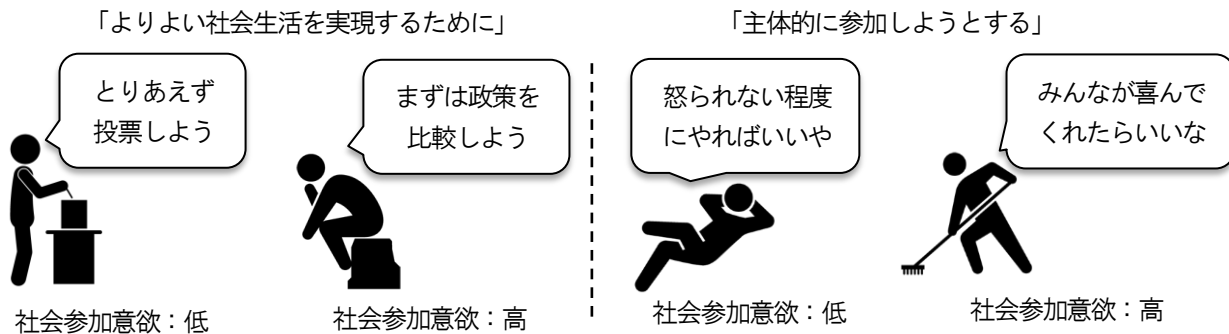 「よりよい社会生活を実現するために」
とりあえず
投票しよう
まずは政策を
比較しよう
社会参加意欲：低
社会参加意欲：高
「主体的に参加しようとする」
怒られない程度
にやればいいや
みんなが喜んで
くれたらいいな
社会参加意欲：低
社会参加意欲：高